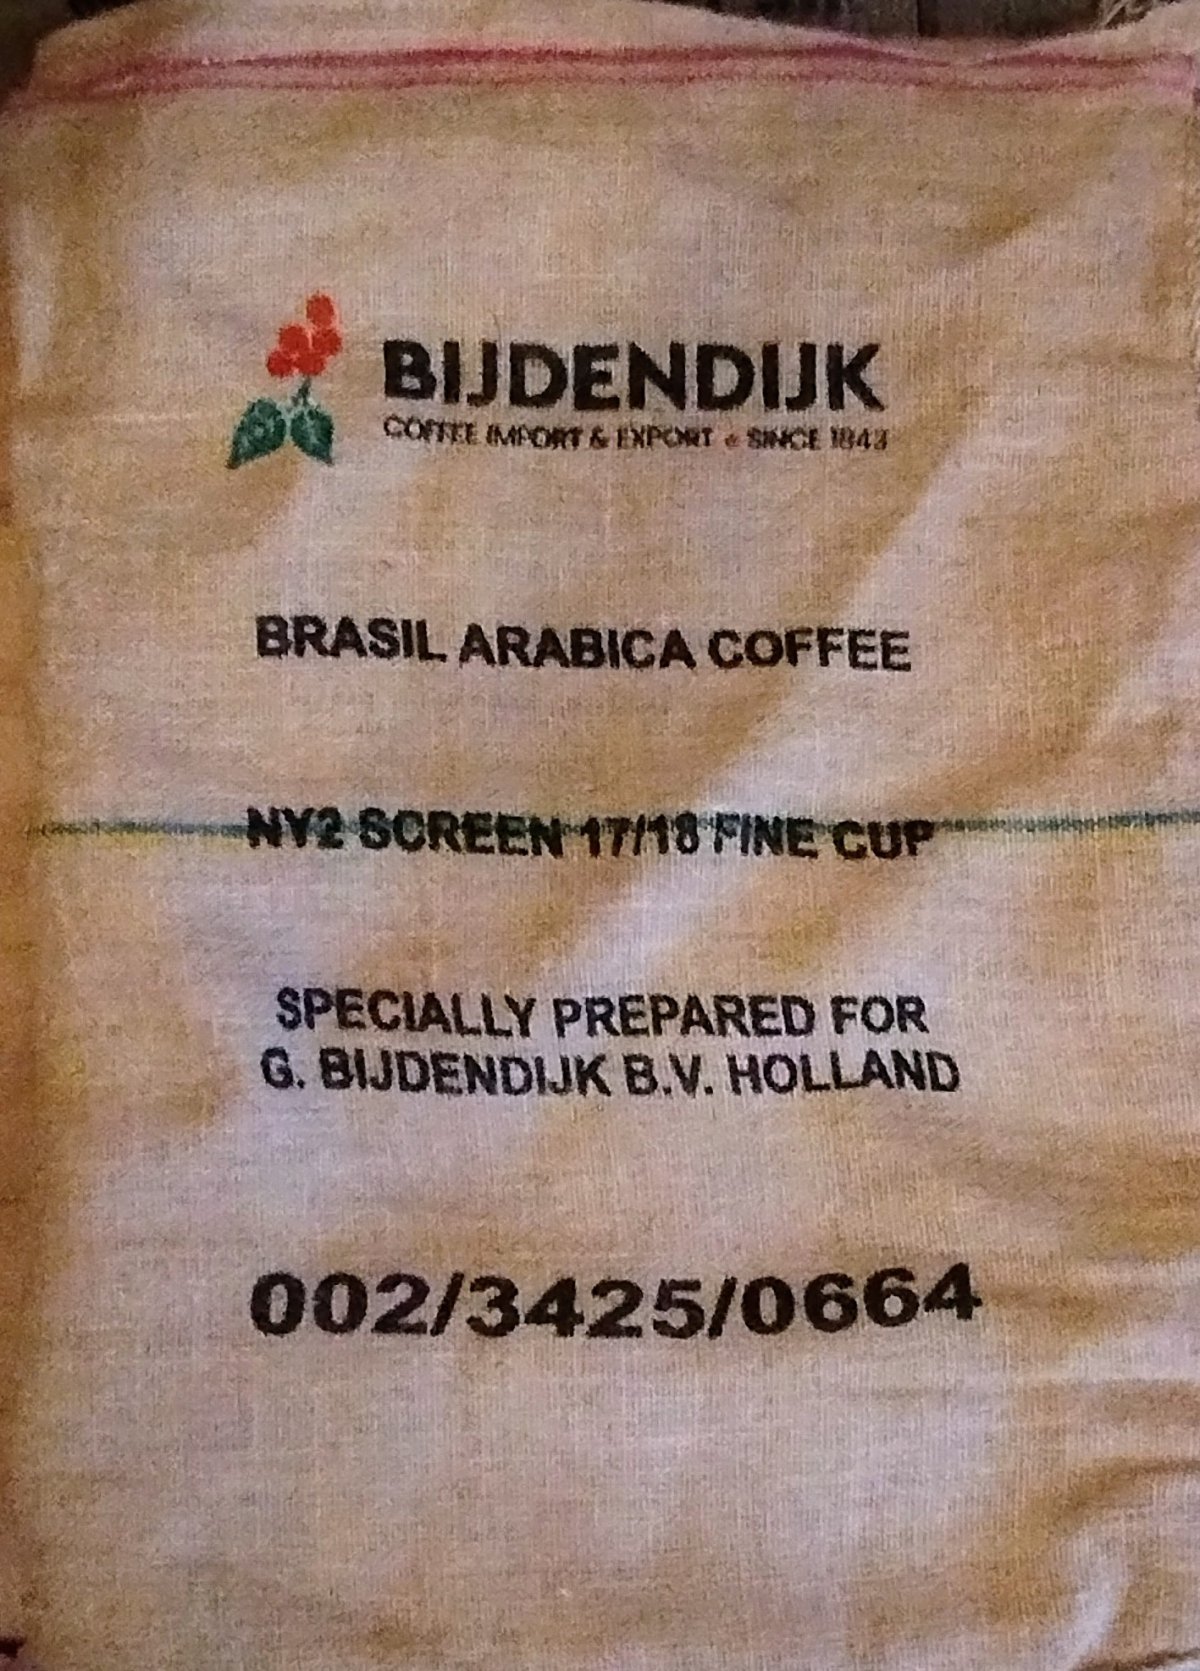 BIJDENDIJK
COFFEE IMPORT & EXPORT • SINCE 1843
BRASIL ARABICA COFFEE
NY2 SCREEN 17/18 FINE CUP
SPECIALLY PREPARED FOR
G. BIJDENDIJK B.V. HOLLAND
002/3425/0664